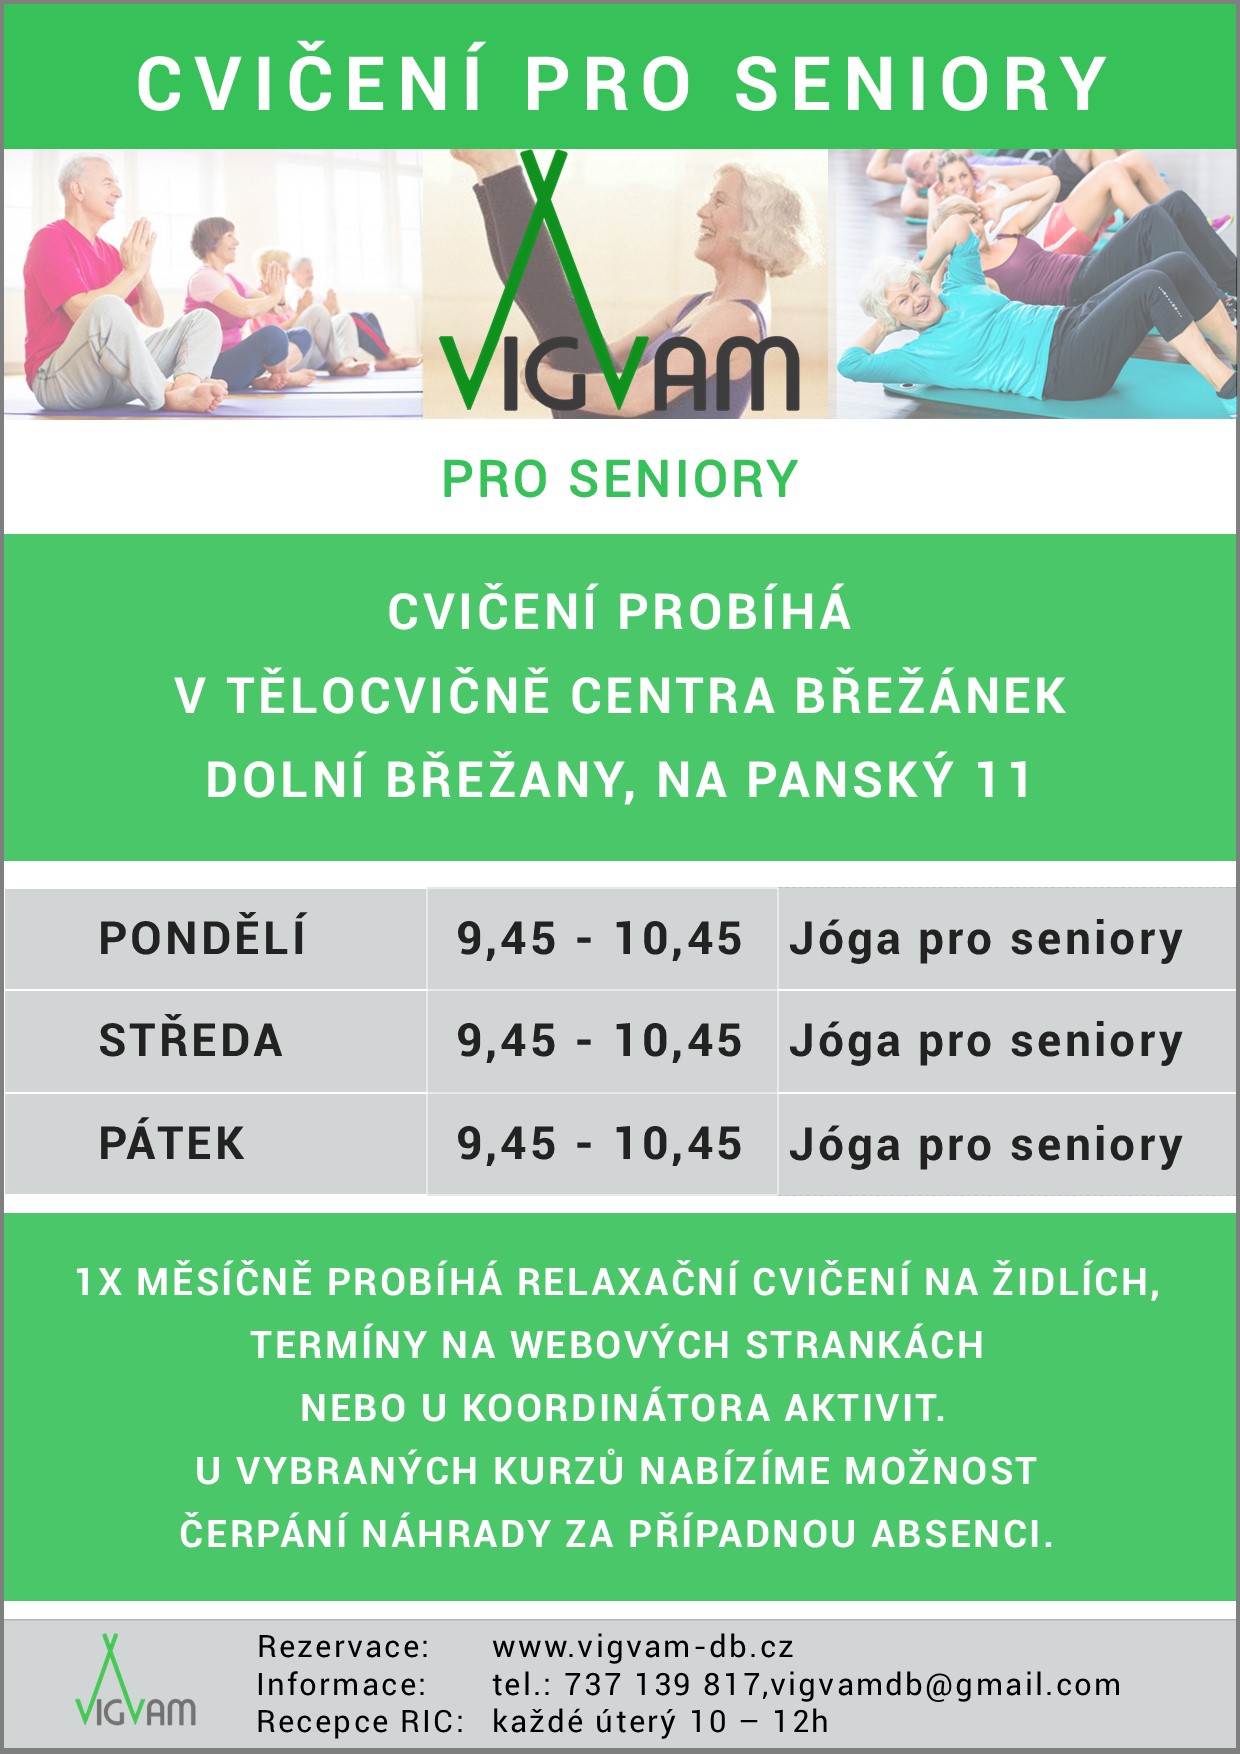 CVIČENÍ PRO SENIORY
VIGVAM
PRO SENIORY
CVIČENÍ PROBÍHÁ
V TĚLOCVIČNĚ CENTRA BŘEŽÁNEK
DOLNÍ BŘEŽANY, NA PANSKÝ 11
PONDĚLÍ 9,45 - 10,45 Jóga pro seniory
STŘEDA 9,45 - 10,45 Jóga pro seniory
PÁTEK 9,45 - 10,45 Jóga pro seniory
1X MĚSÍČNĚ PROBÍHÁ RELAXAČNÍ CVIČENÍ NA ŽIDLÍCH,
TERMÍNY NA WEBOVÝCH STRANKÁCH
NEBO U KOORDINÁTORA AKTIVIT.
U VYBRANÝCH KURZŮ NABÍZÍME MOŽNOST
ČERPÁNÍ NÁHRADY ZA PŘÍPADNOU ABSENCI.
VIGVAM
Rezervace: www.vigvam-db.cz
Informace: tel.: 737 139 817,vigvamdb@gmail.com
Recepce RIC: každé úterý 10 – 12h